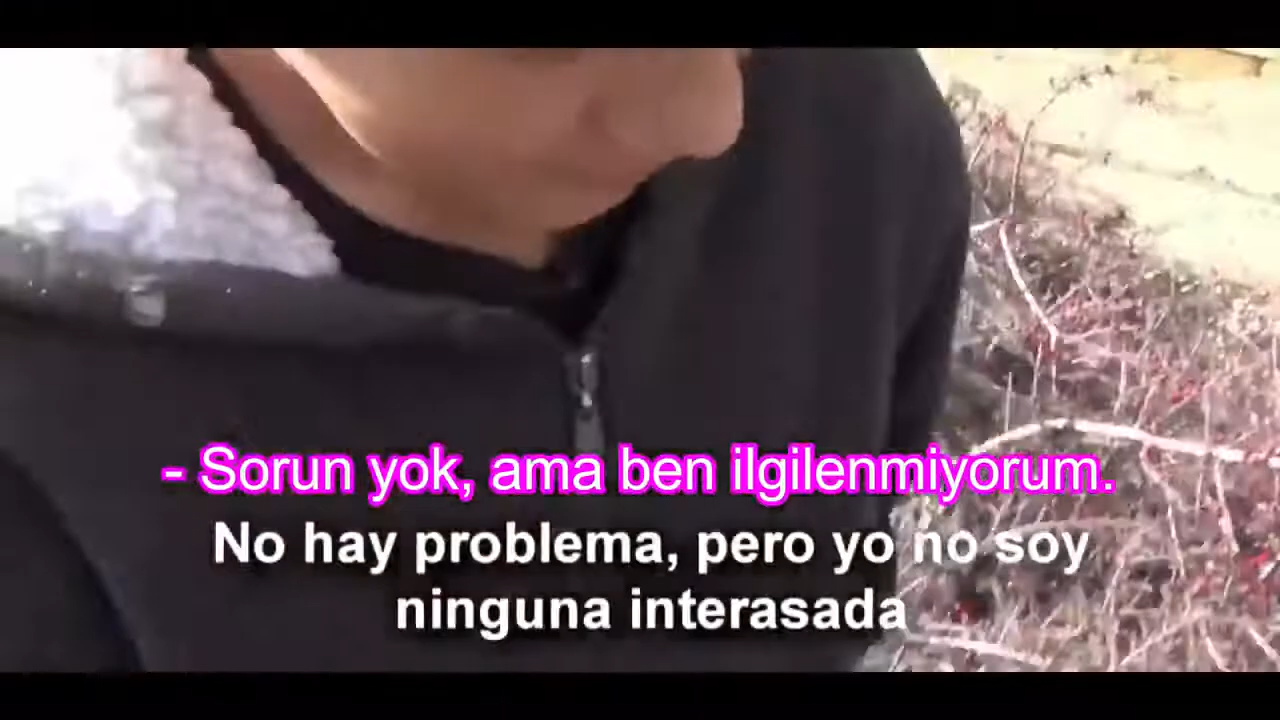 - Sorun yok, ama ben ilgilenmiyorum.
No hay problema, pero yo no soy
ninguna interasada